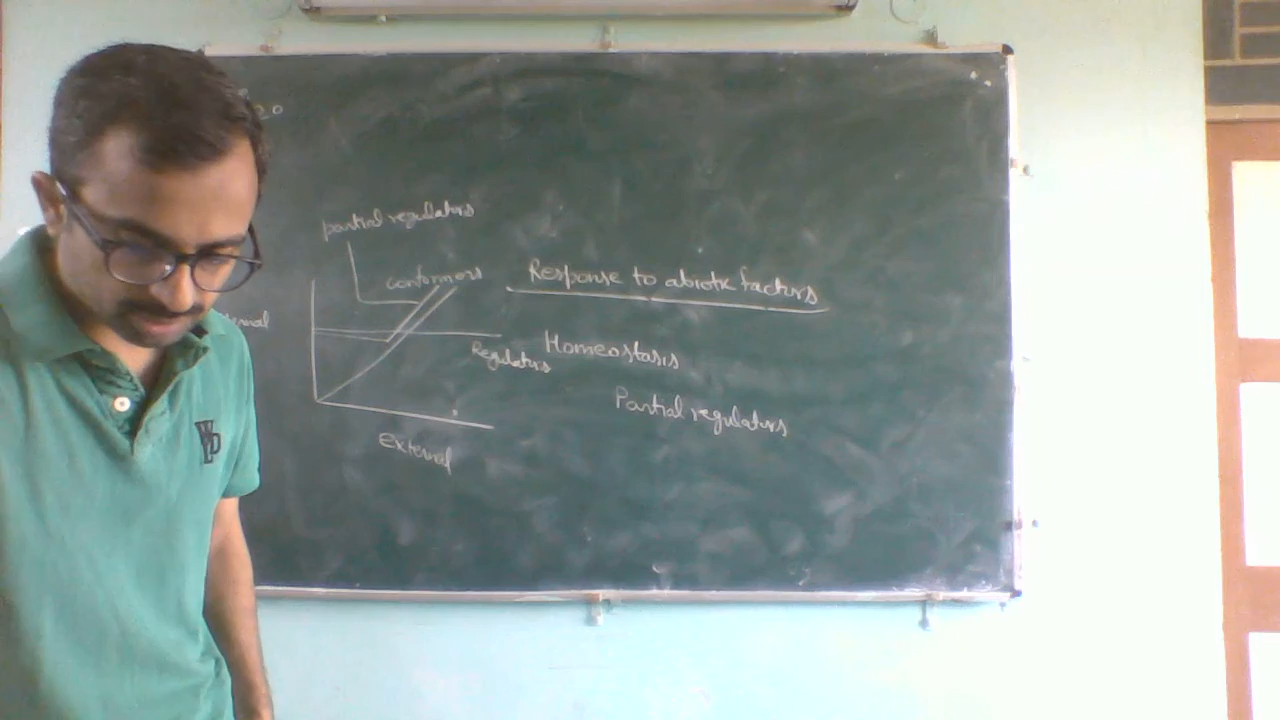 partial regulators
conformers
Response to abiotic factors
Regulators
Homeostasis
Partial regulators
external